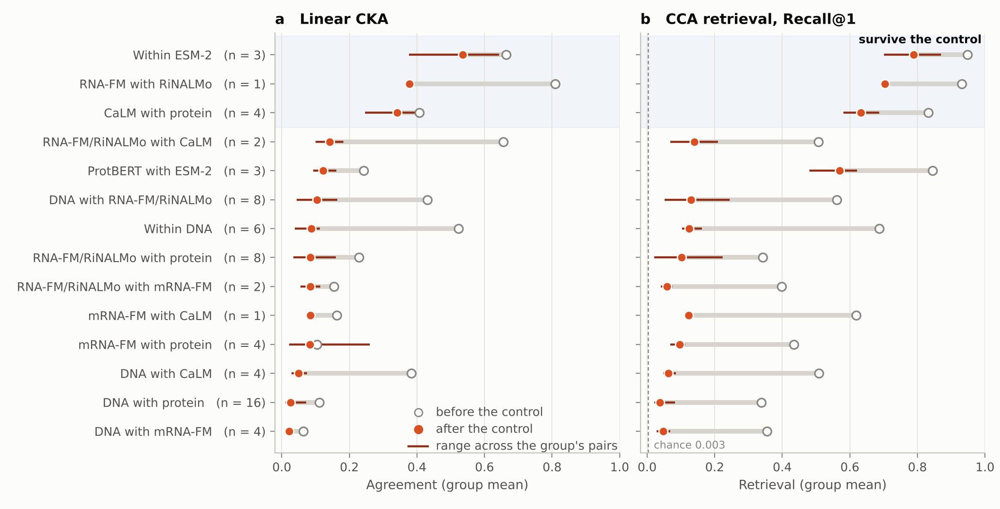 a Linear CKA
b CCA retrieval, Recall@1
survive the control
Within ESM-2 (n = 3)
RNA-FM with RiNALMo (n = 1)
CaLM with protein (n = 4)
RNA-FM/RiNALMo with CaLM (n = 2)
ProtBERT with ESM-2 (n = 3)
DNA with RNA-FM/RiNALMo (n = 8)
Within DNA (n = 6)
RNA-FM/RiNALMo with protein (n = 8)
RNA-FM/RiNALMo with mRNA-FM (n = 2)
mRNA-FM with CaLM (n = 1)
mRNA-FM with protein (n = 4)
DNA with CaLM (n = 4)
DNA with protein (n = 16)
DNA with mRNA-FM (n = 4)
before the control
after the control
range across the group's pairs
chance 0.003
0.0 0.2 0.4 0.6 0.8 1.0
0.0 0.2 0.4 0.6 0.8 1.0
Agreement (group mean)
Retrieval (group mean)